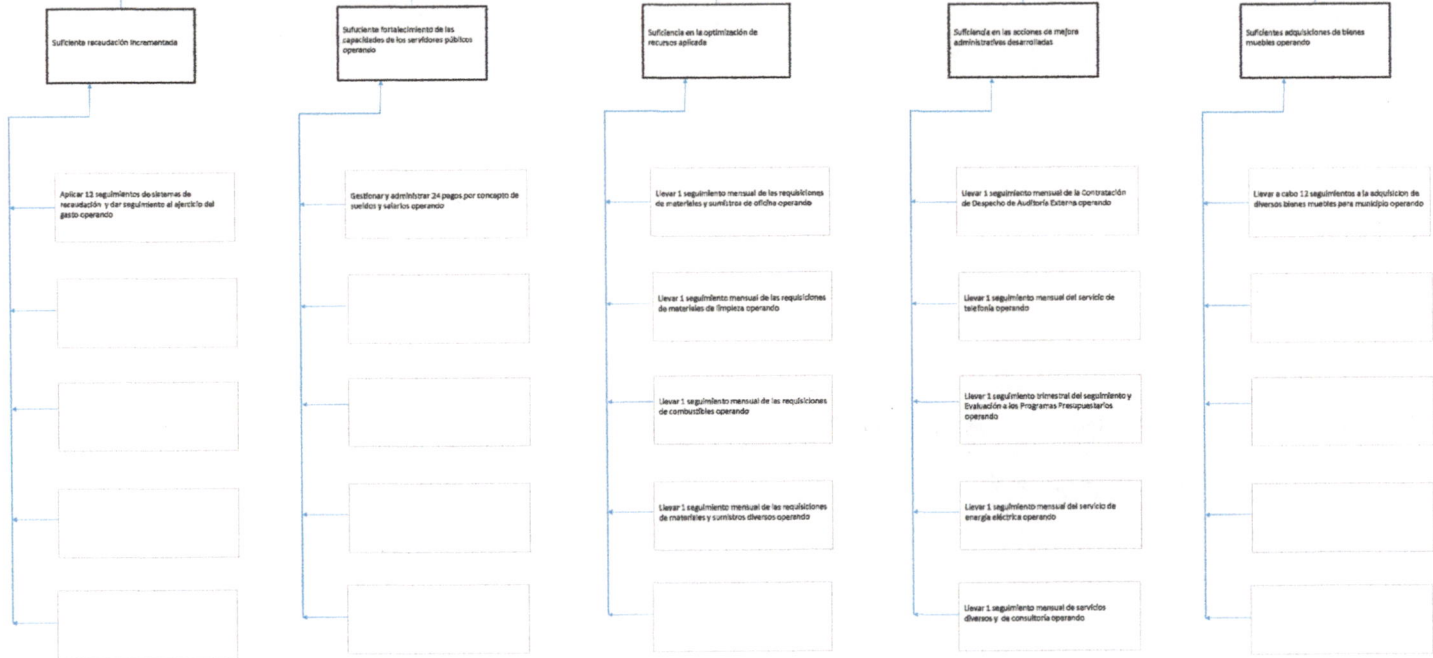 Suficiente recaudación incrementada
Sufuciente fortalecimiento de las
capacidades de los servidores públicos
operando
Suficiencia en la optimización de
recursos aplicada
Suficiencia en las acciones de mejora
administrativas desarrolladas
Suficientes adquisiciones de bienes
muebles operando
Aplicar 12 seguimientos de sistemas de
recaudación y dar seguimiento al ejercicio del
gasto operando
Gestionar y administrar 24 pagos por concepto de
sueldos y salarios operando
Llevar 1 seguimiento mensual de las requisiciones
de materiales y sumistros de oficina operando
Llevar 1 seguimiento mensual de la Contratación
de Despacho de Auditoría Externa operando
Llevar a cabo 12 seguimientos a la adquisicion de
diversos bienes muebles para municipio operando
Llevar 1 seguimiento mensual de las requisiciones
de materiales de limpieza operando
Llevar 1 seguimiento mensual del servicio de
telefonía operando
Llevar 1 seguimiento mensual de las requisiciones
de combustibles operando
Llevar 1 seguimiento trimestral del seguimiento y
Evaluación a los Programas Presupuestarios
operando
Llevar 1 seguimiento mensual de las requisiciones
de materiales y sumistros diversos operando
Llevar 1 seguimiento mensual del servicio de
energía eléctrica operando
Llevar 1 seguimiento mensual de servicios
diversos y de consultoría operando